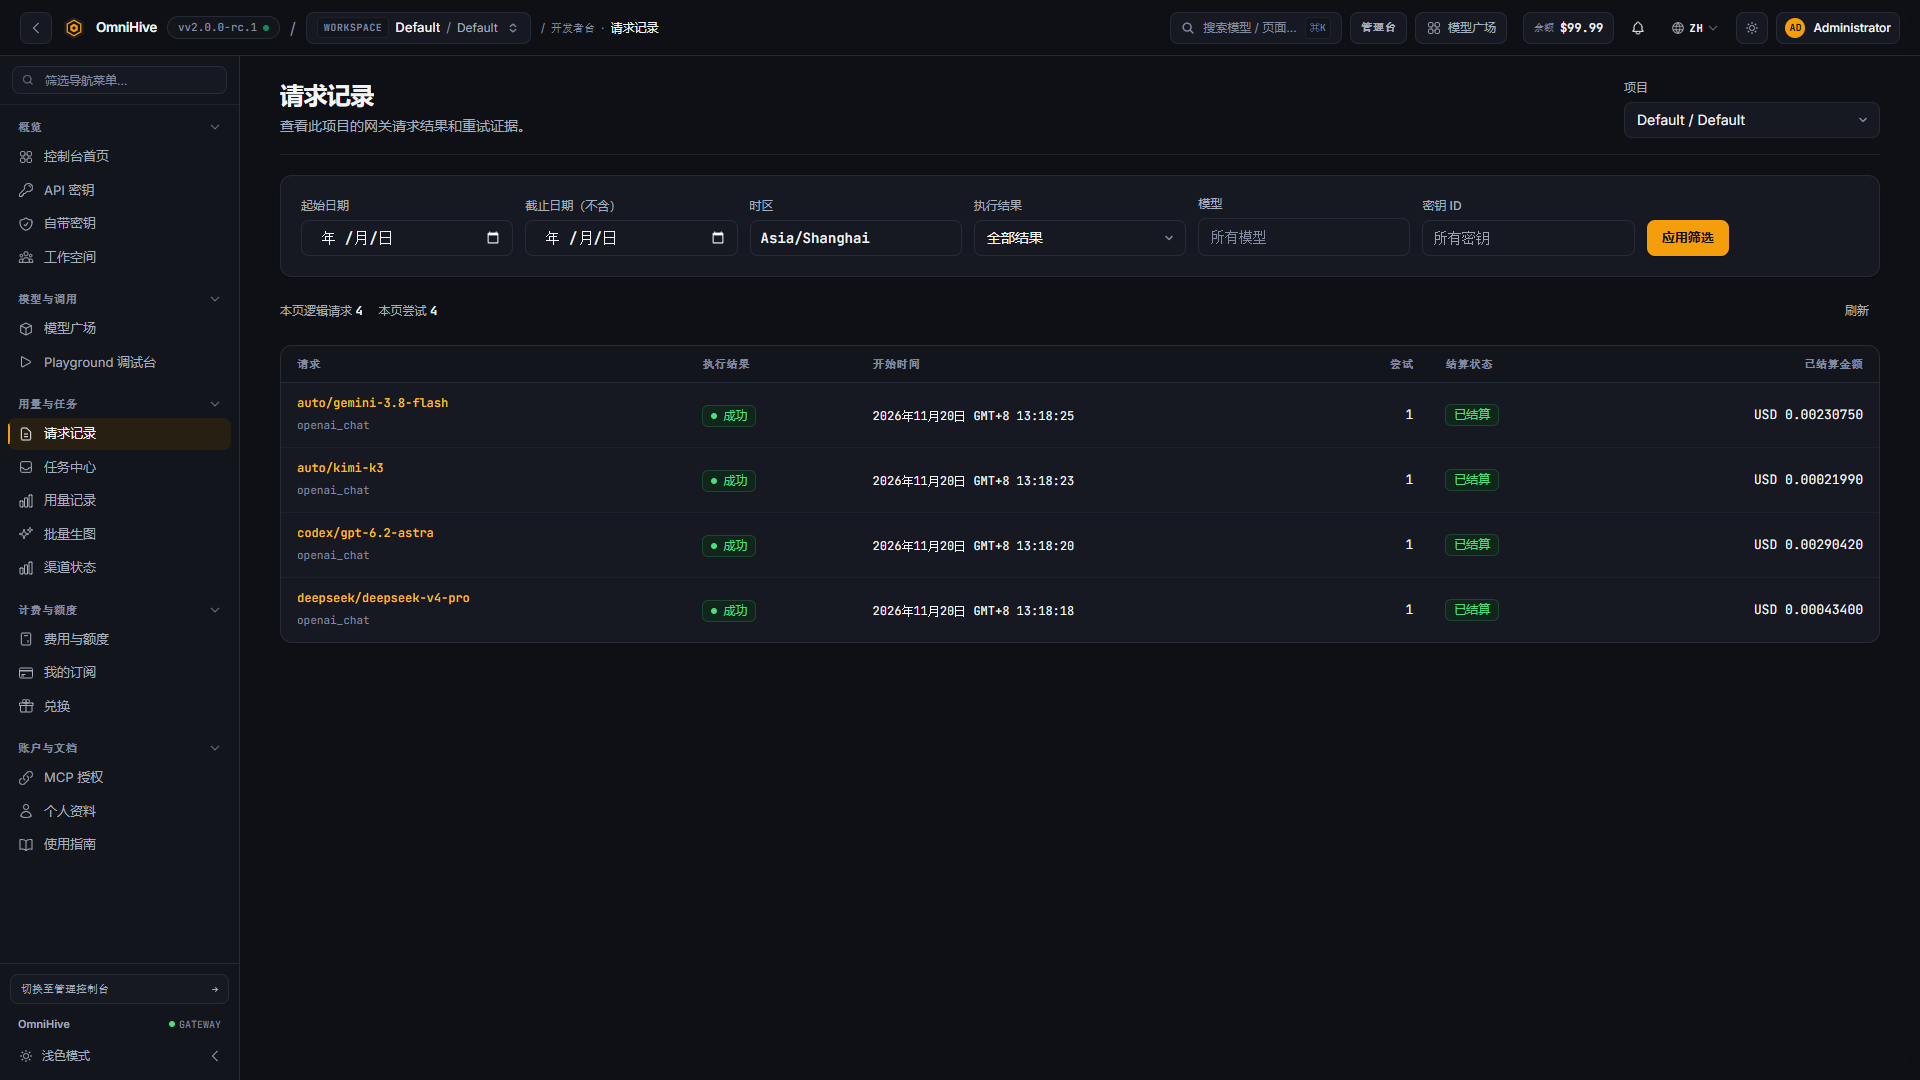 OmniHive
vv2.0.0-rc.1
/
WORKSPACE Default / Default
/ 开发者台 · 请求记录
搜索模型 / 页面... ⌘K
管理台
模型广场
余额 $99.99
ZH
AD Administrator
筛选导航菜单...
概览
控制台首页
API 密钥
自带密钥
工作空间
模型与调用
模型广场
Playground 调试台
用量与任务
请求记录
任务中心
用量记录
批量生图
渠道状态
计费与额度
费用与额度
我的订阅
兑换
账户与文档
MCP 授权
个人资料
使用指南
切换至管理控制台 →
OmniHive
GATEWAY
浅色模式
请求记录
查看此项目的网关请求结果和重试证据。
项目
Default / Default
起始日期
年 /月/日
截止日期（不含）
年 /月/日
时区
Asia/Shanghai
执行结果
全部结果
模型
所有模型
密钥 ID
所有密钥
应用筛选
本页逻辑请求 4 本页尝试 4
刷新
请求 执行结果 开始时间 尝试 结算状态 已结算金额
auto/gemini-3.8-flash
openai_chat
成功 2026年11月20日 GMT+8 13:18:25 1 已结算 USD 0.00230750
auto/kimi-k3
openai_chat
成功 2026年11月20日 GMT+8 13:18:23 1 已结算 USD 0.00021990
codex/gpt-6.2-astra
openai_chat
成功 2026年11月20日 GMT+8 13:18:20 1 已结算 USD 0.00290420
deepseek/deepseek-v4-pro
openai_chat
成功 2026年11月20日 GMT+8 13:18:18 1 已结算 USD 0.00043400